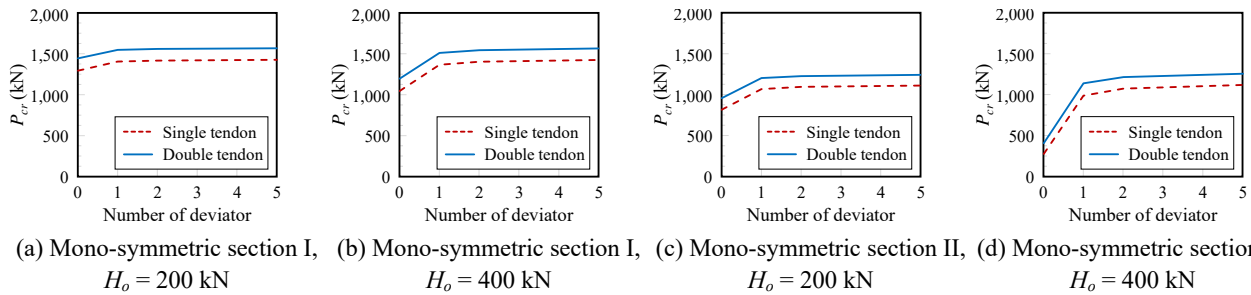 2,000
1,500
1,000
500
0
P_cr (kN)
Single tendon
Double tendon
0 1 2 3 4 5
Number of deviator
(a) Mono-symmetric section I,
H_o = 200 kN
2,000
1,500
1,000
500
0
P_cr (kN)
Single tendon
Double tendon
0 1 2 3 4 5
Number of deviator
(b) Mono-symmetric section I,
H_o = 400 kN
2,000
1,500
1,000
500
0
P_cr (kN)
Single tendon
Double tendon
0 1 2 3 4 5
Number of deviator
(c) Mono-symmetric section II,
H_o = 200 kN
2,000
1,500
1,000
500
0
P_cr (kN)
Single tendon
Double tendon
0 1 2 3 4 5
Number of deviator
(d) Mono-symmetric section
H_o = 400 kN